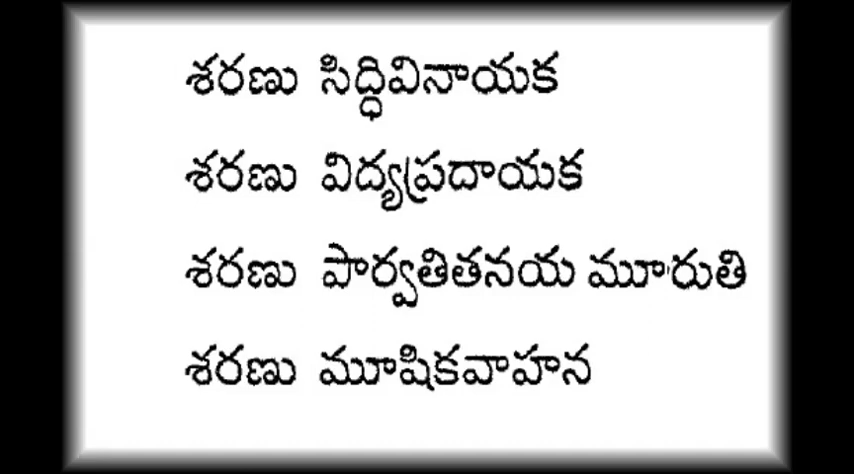 శరణు సిద్ధివినాయక
శరణు విద్యప్రదాయక
శరణు పార్వతితనయ మూరుతి
శరణు మూషికవాహన